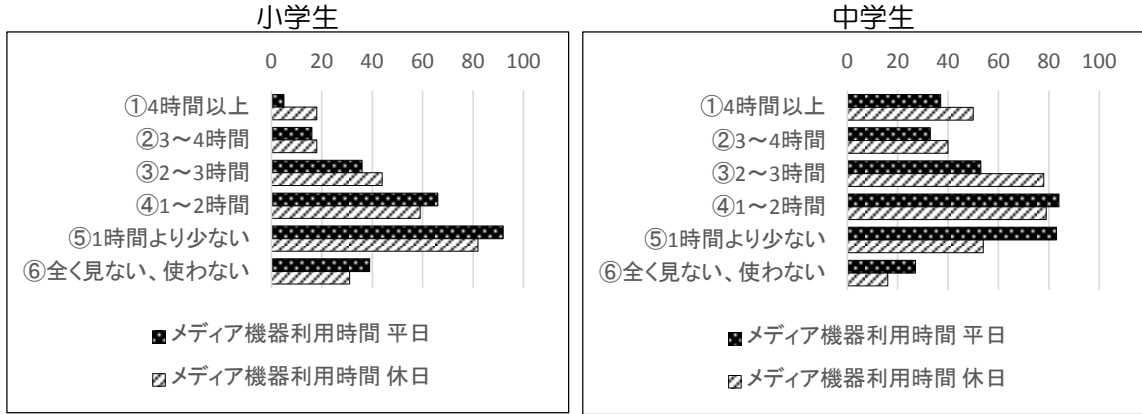 小学生
0 20 40 60 80 100
①4時間以上
②3～4時間
③2～3時間
④1～2時間
⑤1時間より少ない
⑥全く見ない、使わない
メディア機器利用時間 平日
メディア機器利用時間 休日
中学生
0 20 40 60 80 100
①4時間以上
②3～4時間
③2～3時間
④1～2時間
⑤1時間より少ない
⑥全く見ない、使わない
メディア機器利用時間 平日
メディア機器利用時間 休日